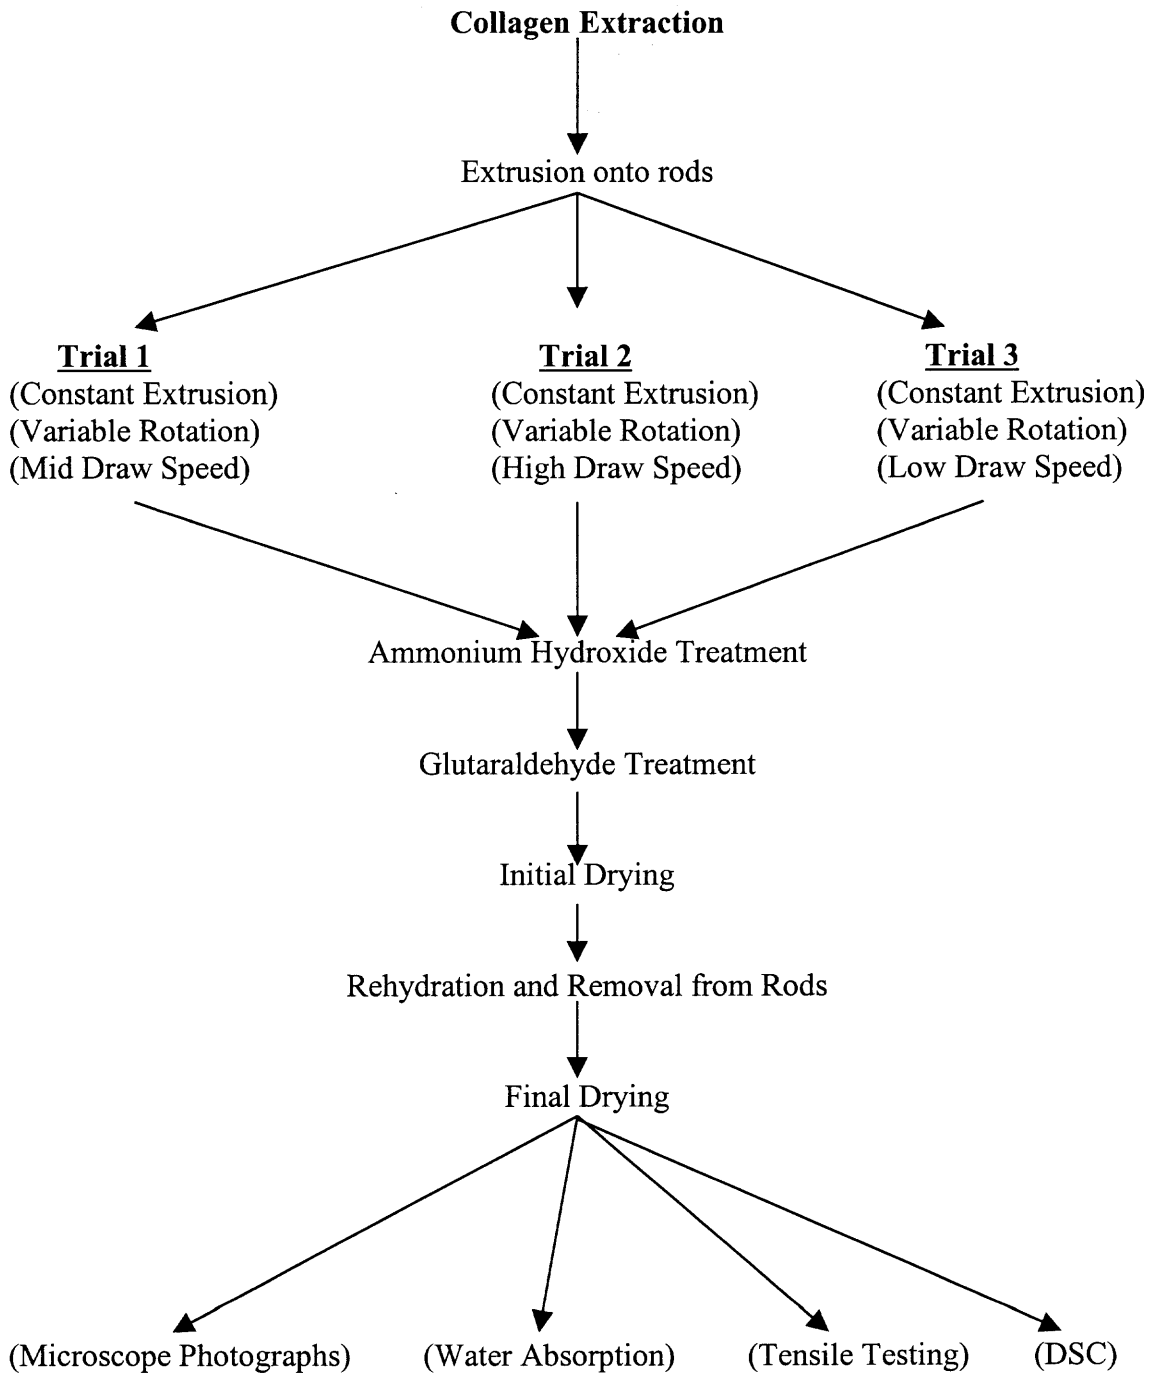 Collagen Extraction
Extrusion onto rods
Trial 1
(Constant Extrusion)
(Variable Rotation)
(Mid Draw Speed)
Trial 2
(Constant Extrusion)
(Variable Rotation)
(High Draw Speed)
Trial 3
(Constant Extrusion)
(Variable Rotation)
(Low Draw Speed)
Ammonium Hydroxide Treatment
Glutaraldehyde Treatment
Initial Drying
Rehydration and Removal from Rods
Final Drying
(Microscope Photographs)
(Water Absorption)
(Tensile Testing)
(DSC)